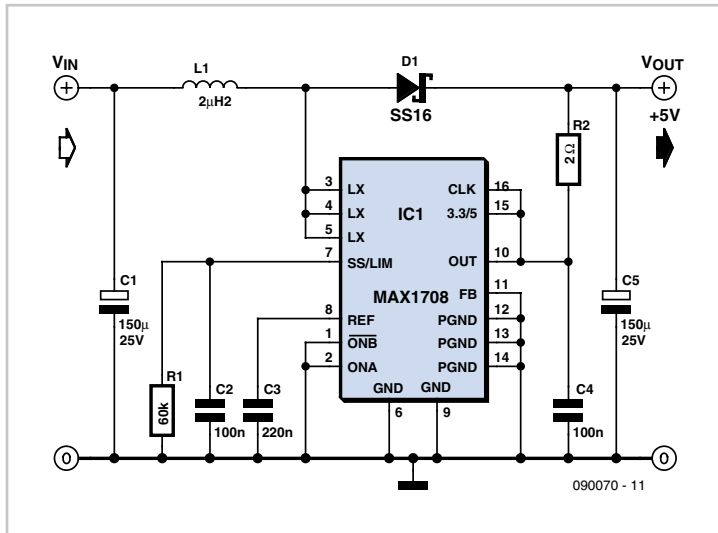 VIN
L1
2µH2
D1
SS16
VOUT
+5V
R2
2Ω
3 LX
4 LX
5 LX
7 SS/LIM
8 REF
1 ONB
2 ONA
IC1
MAX1708
CLK 16
3.3/5 15
OUT 10
FB 11
PGND 12
PGND 13
PGND 14
GND GND
6 9
C1
150µ
25V
R1
60k
C2
100n
C3
220n
C4
100n
C5
150µ
25V
0 0
090070 - 11